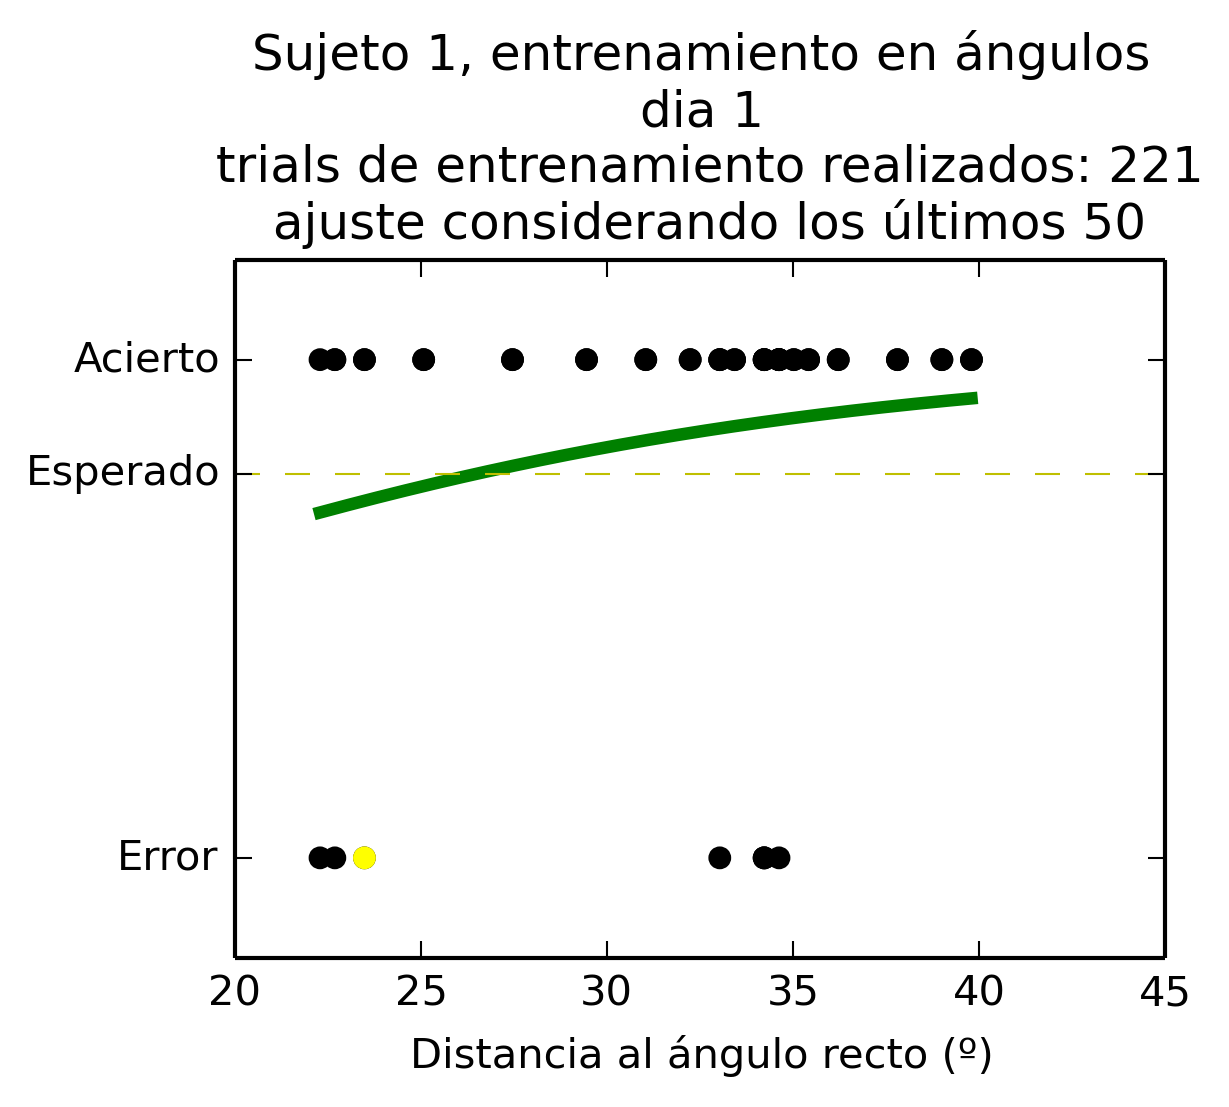 Sujeto 1, entrenamiento en ángulos
dia 1
trials de entrenamiento realizados: 221
ajuste considerando los últimos 50
Acierto
Esperado
Error
20 25 30 35 40 45
Distancia al ángulo recto (º)